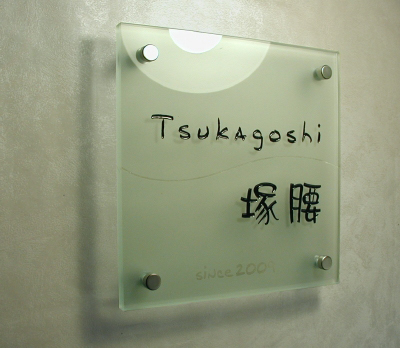 Tsukagoshi
塚腰
since